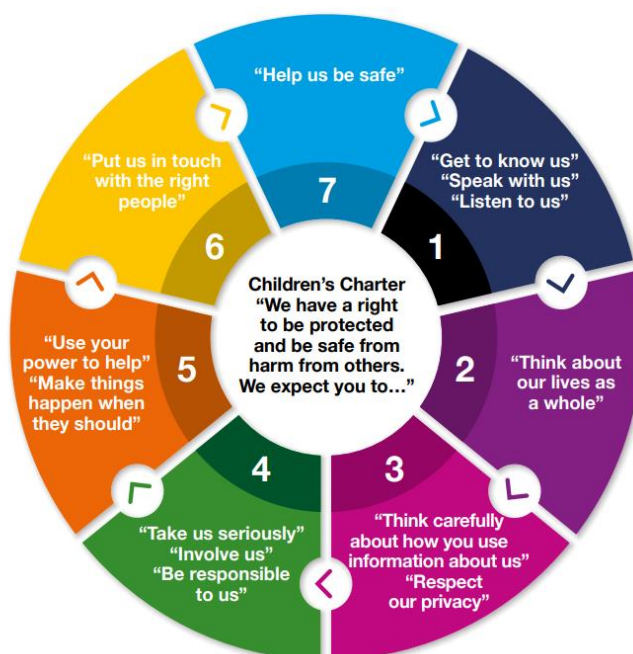 Children’s Charter
“We have a right
to be protected
and be safe from
harm from others.
We expect you to…”
1
“Get to know us”
“Speak with us”
“Listen to us”
2
“Think about
our lives as
a whole”
3
“Think carefully
about how you use
information about us”
“Respect
our privacy”
4
“Take us seriously”
“Involve us”
“Be responsible
to us”
5
“Use your
power to help”
“Make things
happen when
they should”
6
“Put us in touch
with the right
people”
7
“Help us be safe”